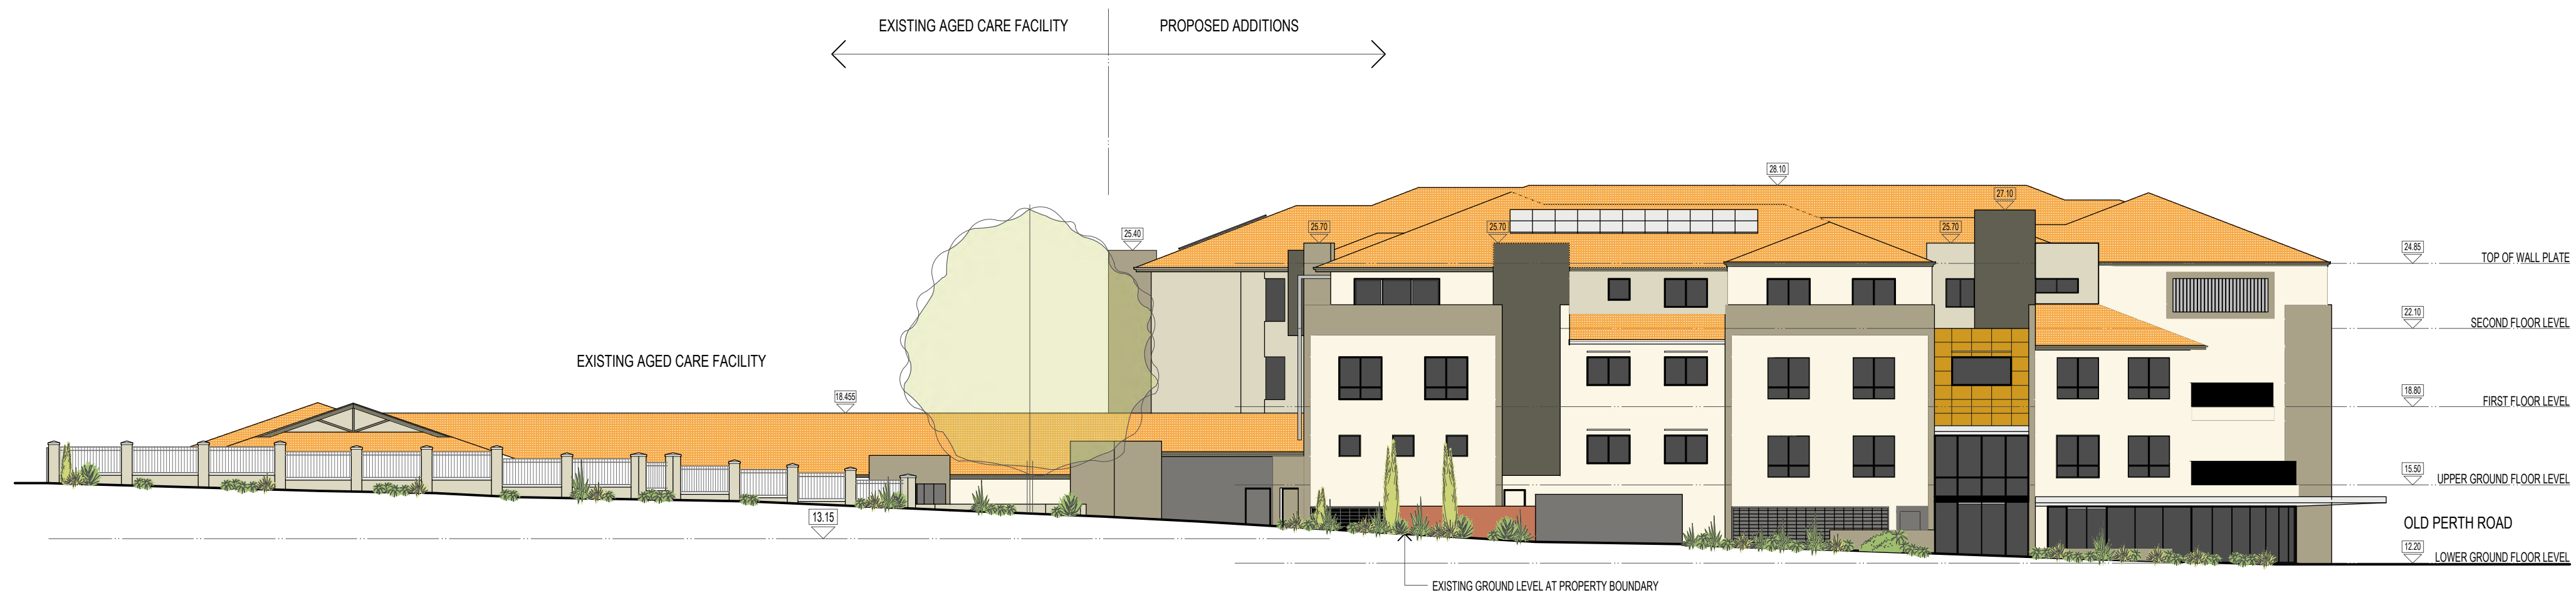 EXISTING AGED CARE FACILITY
PROPOSED ADDITIONS
28.10
27.10
25.40
25.70
25.70
25.70
24.85
TOP OF WALL PLATE
22.10
SECOND FLOOR LEVEL
EXISTING AGED CARE FACILITY
18.455
18.80
FIRST FLOOR LEVEL
15.50
UPPER GROUND FLOOR LEVEL
13.15
OLD PERTH ROAD
12.20
LOWER GROUND FLOOR LEVEL
EXISTING GROUND LEVEL AT PROPERTY BOUNDARY